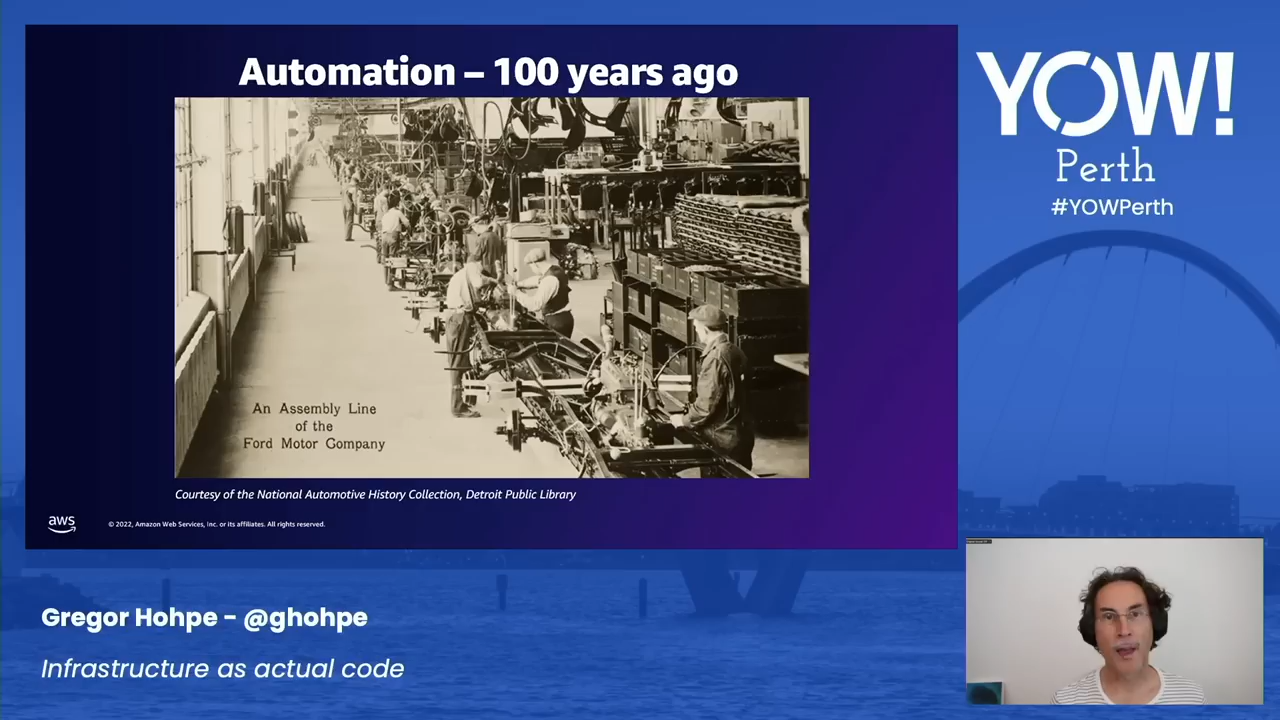 Automation – 100 years ago
An Assembly Line
of the
Ford Motor Company
Courtesy of the National Automotive History Collection, Detroit Public Library
aws
© 2022, Amazon Web Services, Inc. or its affiliates. All rights reserved.
YOW!
Perth
#YOWPerth
Gregor Hohpe - @ghohpe
Infrastructure as actual code